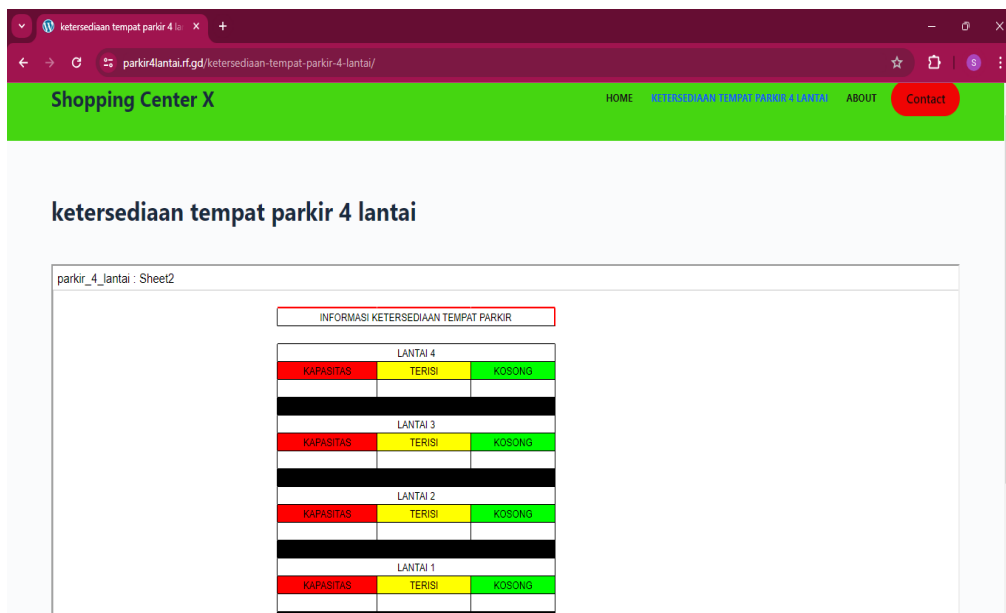 ketersediaan tempat parkir 4 la
parkir4lantai.rf.gd/ketersediaan-tempat-parkir-4-lantai/
S
Shopping Center X
HOME KETERSEDIAAN TEMPAT PARKIR 4 LANTAI ABOUT Contact
ketersediaan tempat parkir 4 lantai
parkir_4_lantai : Sheet2
INFORMASI KETERSEDIAAN TEMPAT PARKIR
LANTAI 4
KAPASITAS TERISI KOSONG
LANTAI 3
KAPASITAS TERISI KOSONG
LANTAI 2
KAPASITAS TERISI KOSONG
LANTAI 1
KAPASITAS TERISI KOSONG